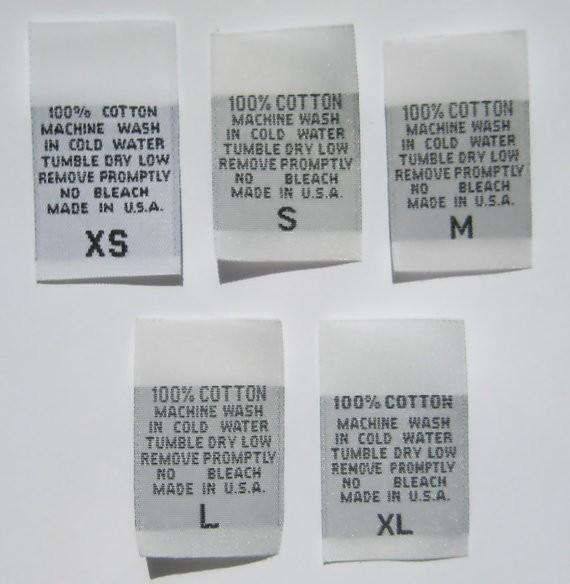 100% COTTON
MACHINE WASH
IN COLD WATER
TUMBLE DRY LOW
REMOVE PROMPTLY
NO BLEACH
MADE IN U.S.A.
XS
100% COTTON
MACHINE WASH
IN COLD WATER
TUMBLE DRY LOW
REMOVE PROMPTLY
NO BLEACH
MADE IN U.S.A.
S
100% COTTON
MACHINE WASH
IN COLD WATER
TUMBLE DRY LOW
REMOVE PROMPTLY
NO BLEACH
MADE IN U.S.A.
M
100% COTTON
MACHINE WASH
IN COLD WATER
TUMBLE DRY LOW
REMOVE PROMPTLY
NO BLEACH
MADE IN U.S.A.
L
100% COTTON
MACHINE WASH
IN COLD WATER
TUMBLE DRY LOW
REMOVE PROMPTLY
NO BLEACH
MADE IN U.S.A.
XL